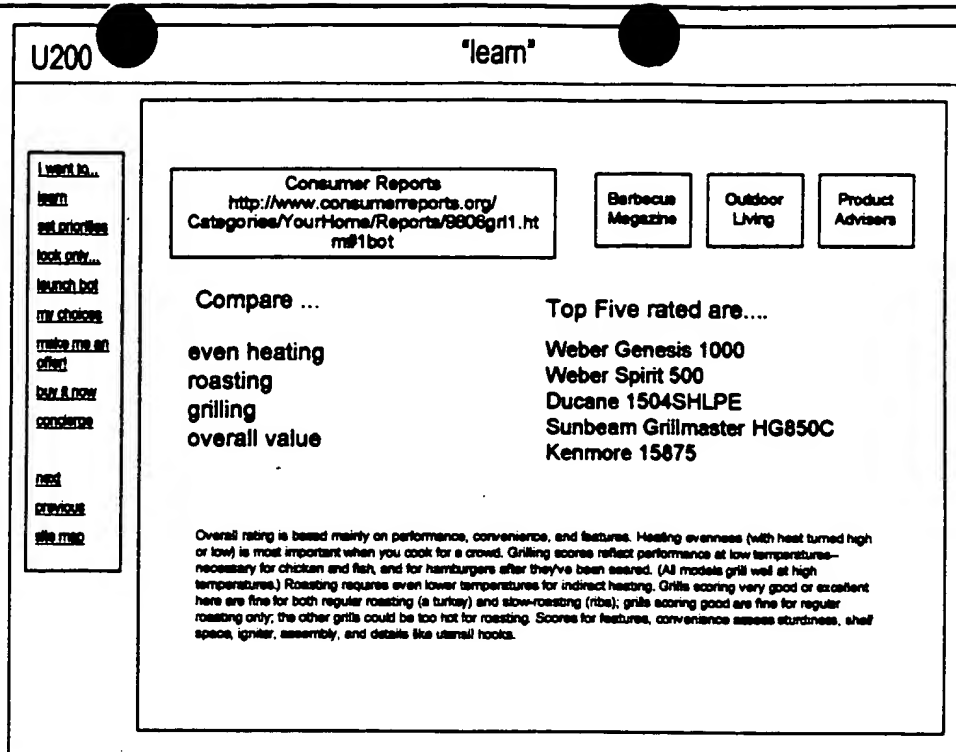 U200
"learn"
I want to...
learn
set priorities
look only...
launch bot
my choices
make me an
offer!
buy it now
concierge
next
previous
site map
Consumer Reports
http://www.consumerreports.org/
Categories/YourHome/Reports/9806grl1.ht
m#1bot
Barbecue
Magazine
Outdoor
Living
Product
Advisers
Compare ...
even heating
roasting
grilling
overall value
Top Five rated are....
Weber Genesis 1000
Weber Spirit 500
Ducane 1504SHLPE
Sunbeam Grillmaster HG850C
Kenmore 15875
Overall rating is based mainly on performance, convenience, and features. Heating evenness (with heat turned high
or low) is most important when you cook for a crowd. Grilling scores reflect performance at low temperatures–
necessary for chicken and fish, and for hamburgers after they've been seared. (All models grill well at high
temperatures.) Roasting requires even lower temperatures for indirect heating. Grills scoring very good or excellent
here are fine for both regular roasting (a turkey) and slow-roasting (ribs); grills scoring good are fine for regular
roasting only; the other grills could be too hot for roasting. Scores for features, convenience assess sturdiness, shelf
space, igniter, assembly, and details like utensil hooks.